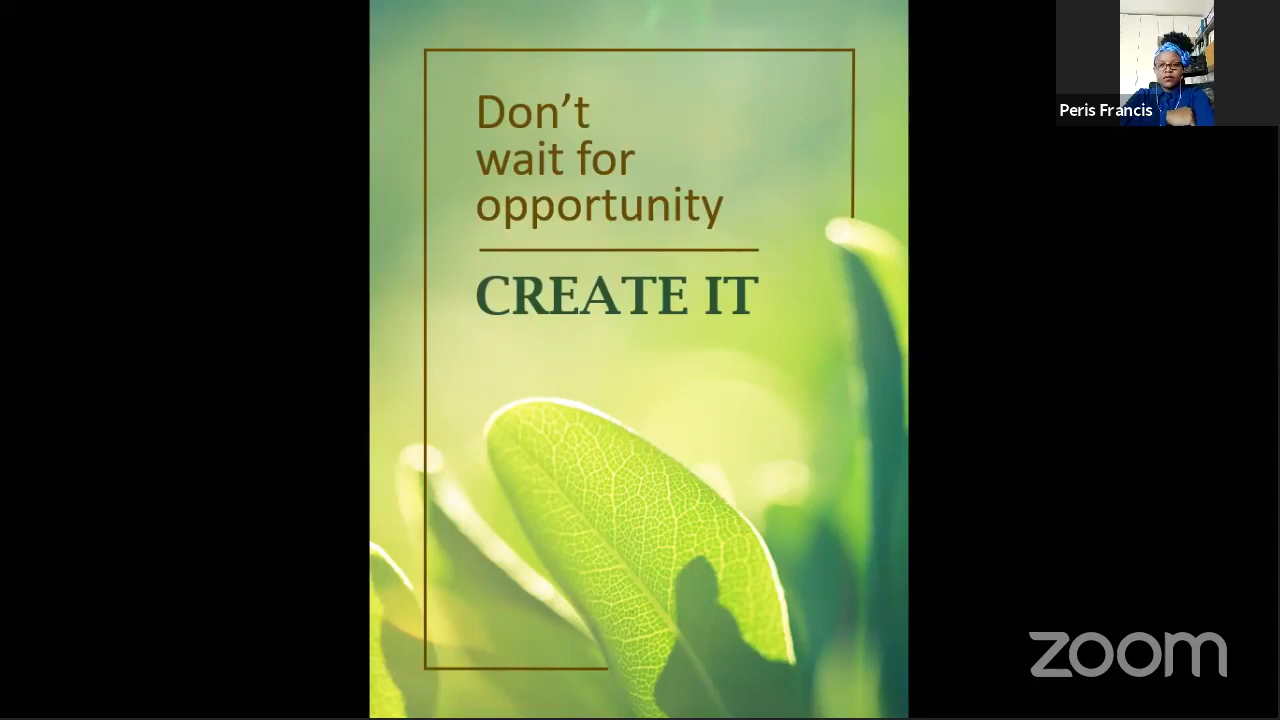 Don’t
wait for
opportunity
CREATE IT
Peris Francis
zoom